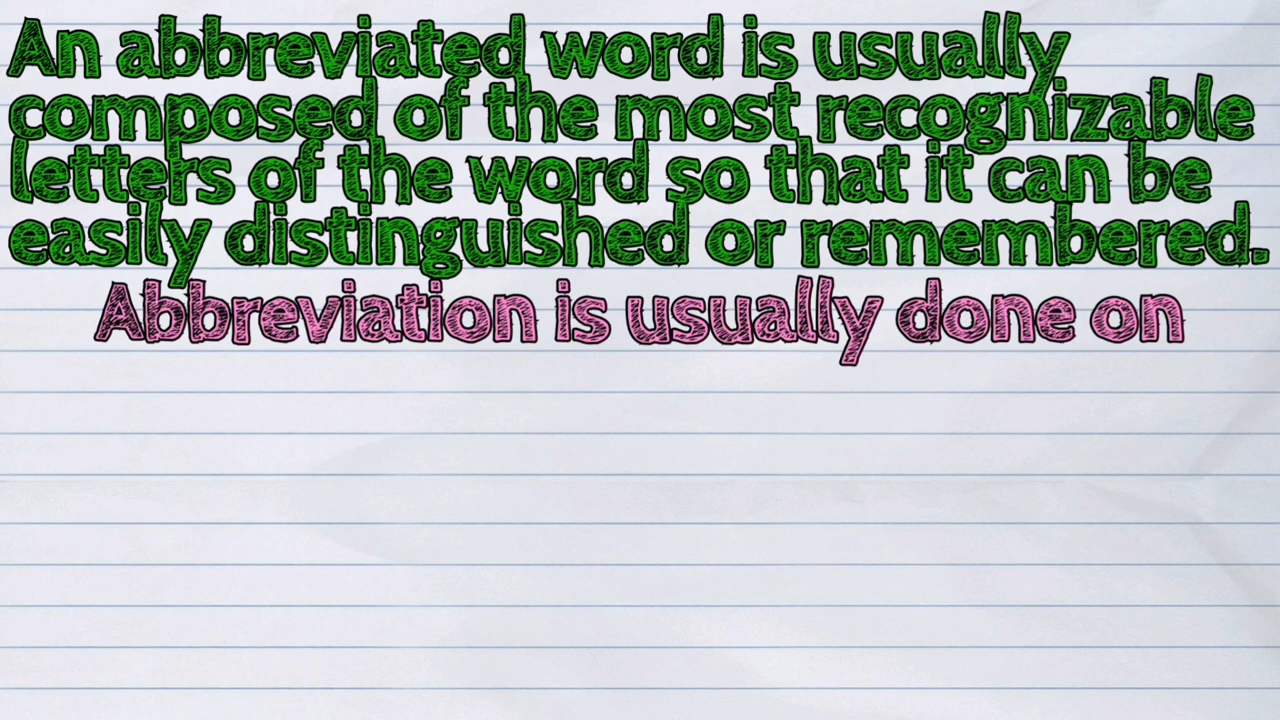 An abbreviated word is usually
composed of the most recognizable
letters of the word so that it can be
easily distinguished or remembered.
Abbreviation is usually done on